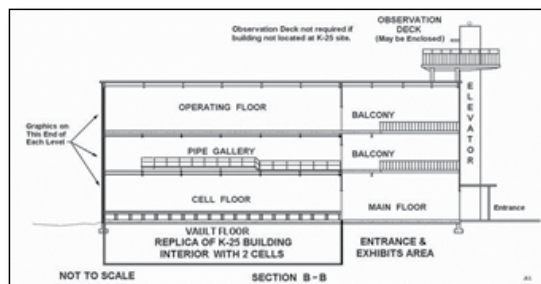 Observation Deck not required if
building not located at K-25 site.
OBSERVATION
DECK
(May be Enclosed)
OPERATING FLOOR
BALCONY
Graphics on
This End of
Each Level
PIPE GALLERY
BALCONY
ELEVATOR
CELL FLOOR
MAIN FLOOR
Entrance
VAULT FLOOR
REPLICA OF K-25 BUILDING
INTERIOR WITH 2 CELLS
ENTRANCE &
EXHIBITS AREA
NOT TO SCALE
SECTION B-B